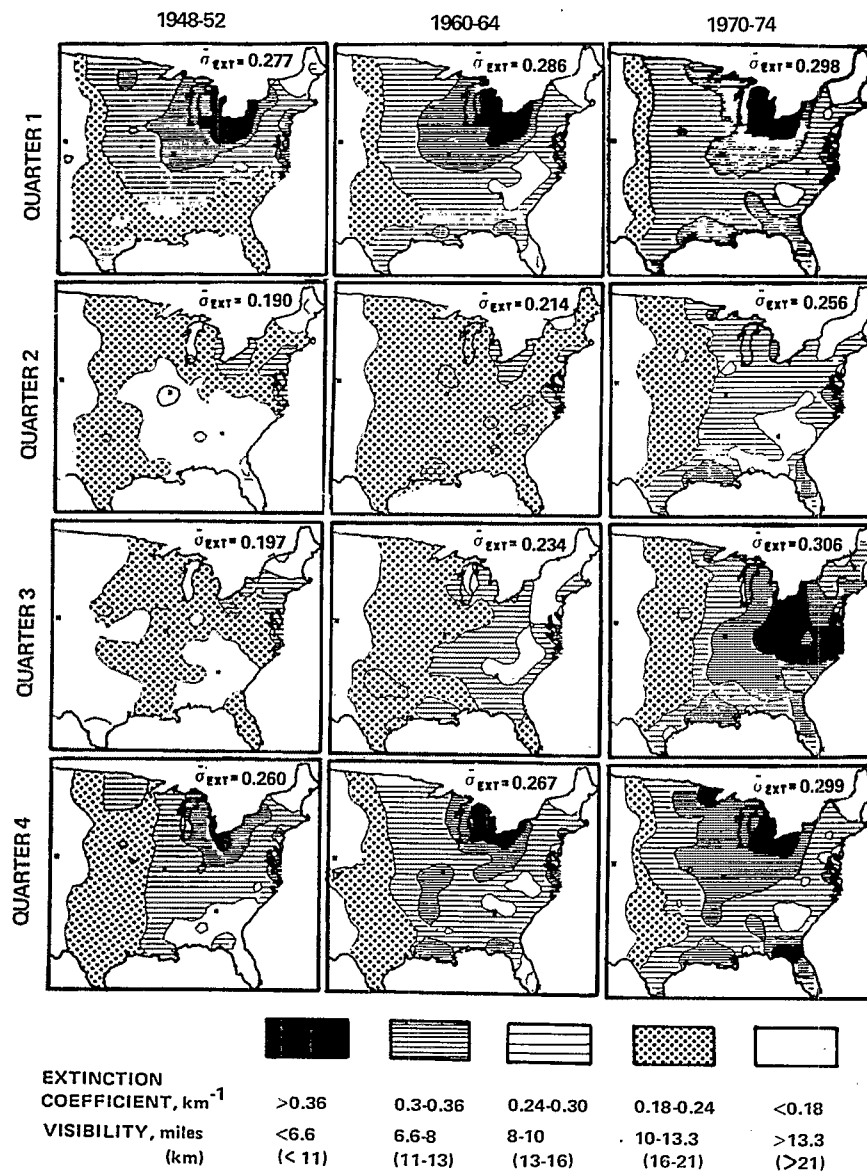 1948-52 1960-64 1970-74
QUARTER 1
σ̄EXT = 0.277 σ̄EXT = 0.286 σ̄EXT = 0.298
QUARTER 2
σ̄EXT = 0.190 σ̄EXT = 0.214 σ̄EXT = 0.256
QUARTER 3
σ̄EXT = 0.197 σ̄EXT = 0.234 σ̄EXT = 0.306
QUARTER 4
σ̄EXT = 0.260 σ̄EXT = 0.267 σ̄EXT = 0.299
EXTINCTION
COEFFICIENT, km⁻¹ >0.36 0.3-0.36 0.24-0.30 0.18-0.24 <0.18
VISIBILITY, miles <6.6 6.6-8 8-10 10-13.3 >13.3
(km) (< 11) (11-13) (13-16) (16-21) (>21)